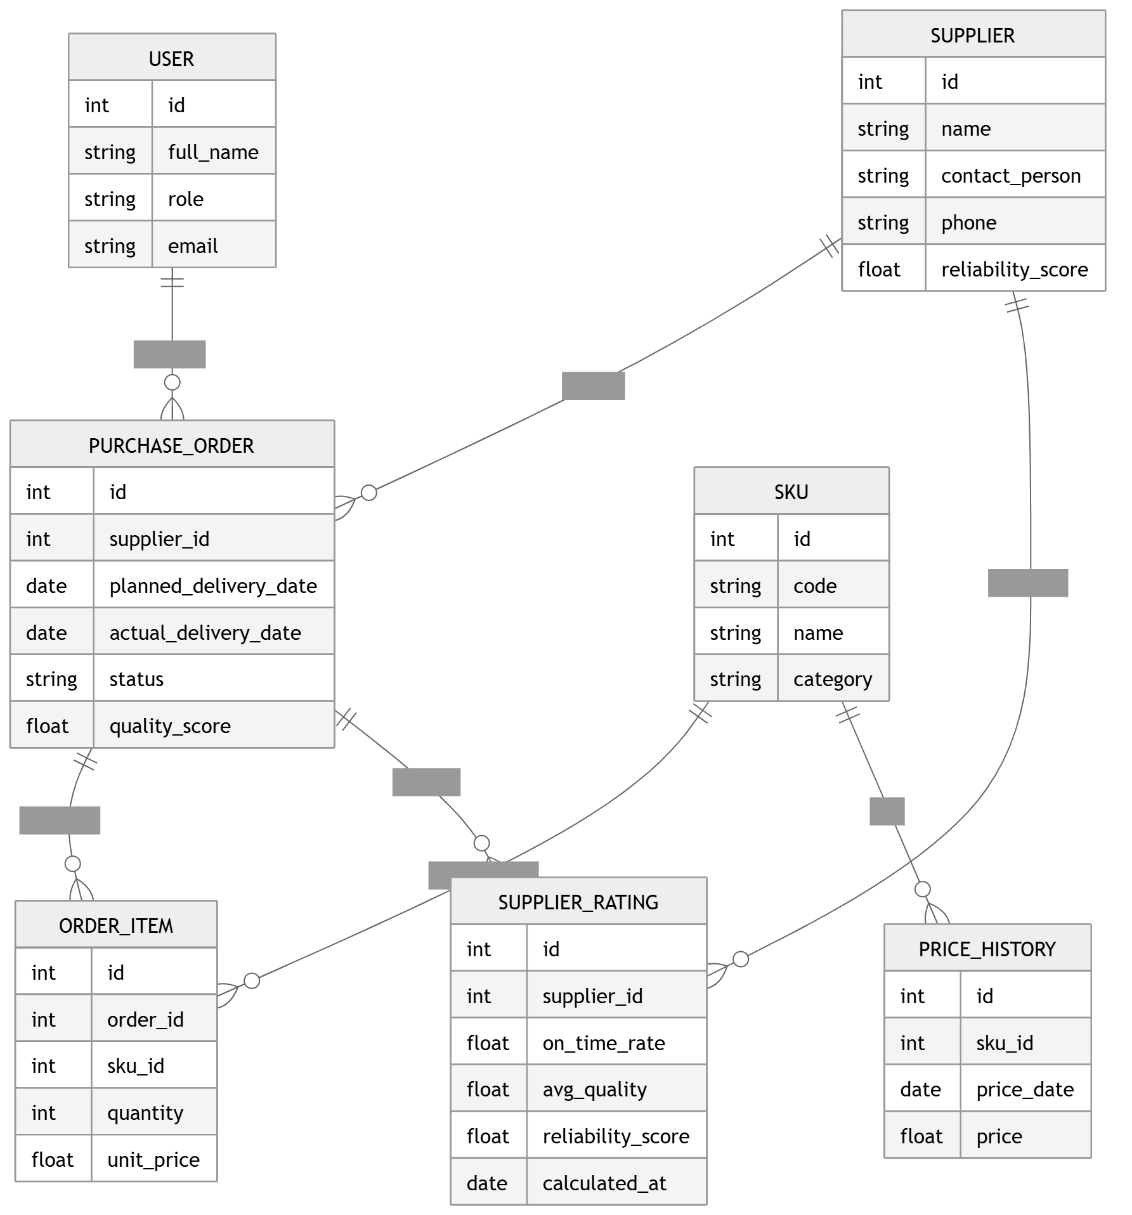 USER
int id
string full_name
string role
string email
SUPPLIER
int id
string name
string contact_person
string phone
float reliability_score
PURCHASE_ORDER
int id
int supplier_id
date planned_delivery_date
date actual_delivery_date
string status
float quality_score
SKU
int id
string code
string name
string category
ORDER_ITEM
int id
int order_id
int sku_id
int quantity
float unit_price
SUPPLIER_RATING
int id
int supplier_id
float on_time_rate
float avg_quality
float reliability_score
date calculated_at
PRICE_HISTORY
int id
int sku_id
date price_date
float price